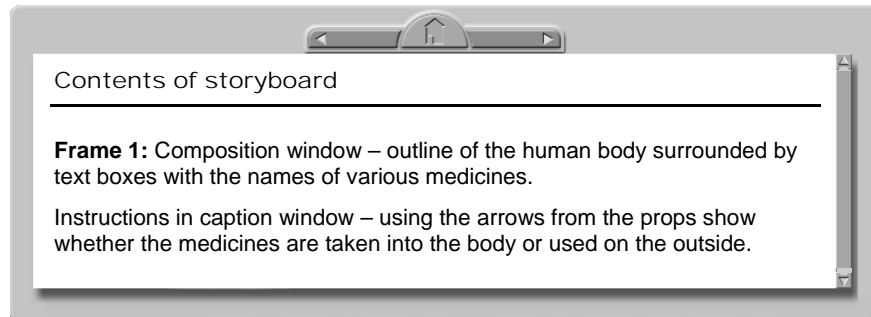 Contents of storyboard
Frame 1: Composition window – outline of the human body surrounded by
text boxes with the names of various medicines.
Instructions in caption window – using the arrows from the props show
whether the medicines are taken into the body or used on the outside.